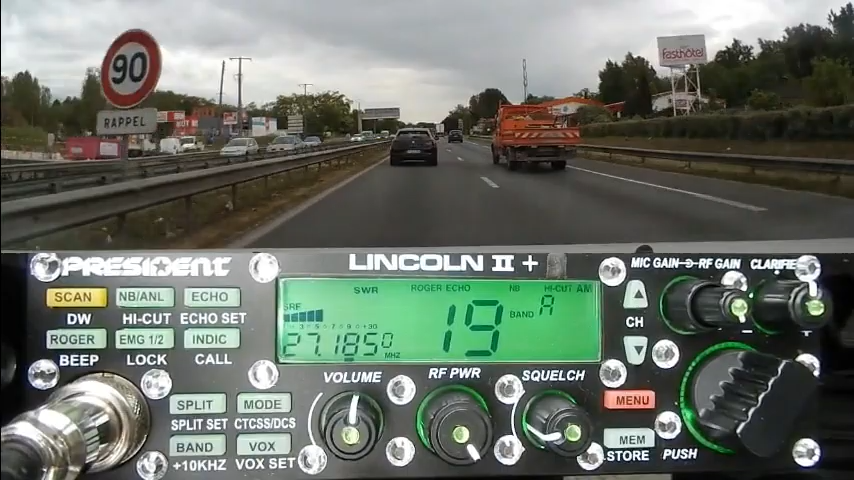 90
RAPPEL
fasthôtel
PRESIDENT
LINCOLN II +
MIC GAIN RF GAIN CLARIFIE
SCAN NB/ANL ECHO
DW HI-CUT ECHO SET
ROGER EMG 1/2 INDIC
BEEP LOCK CALL
SWR ROGER ECHO NB HI-CUT AM
SRF
19 BAND A
27.1850 MHZ
CH
VOLUME RF PWR SQUELCH
MENU
SPLIT MODE
SPLIT SET CTCSS/DCS
BAND VOX
+10KHZ VOX SET
MEM
STORE PUSH